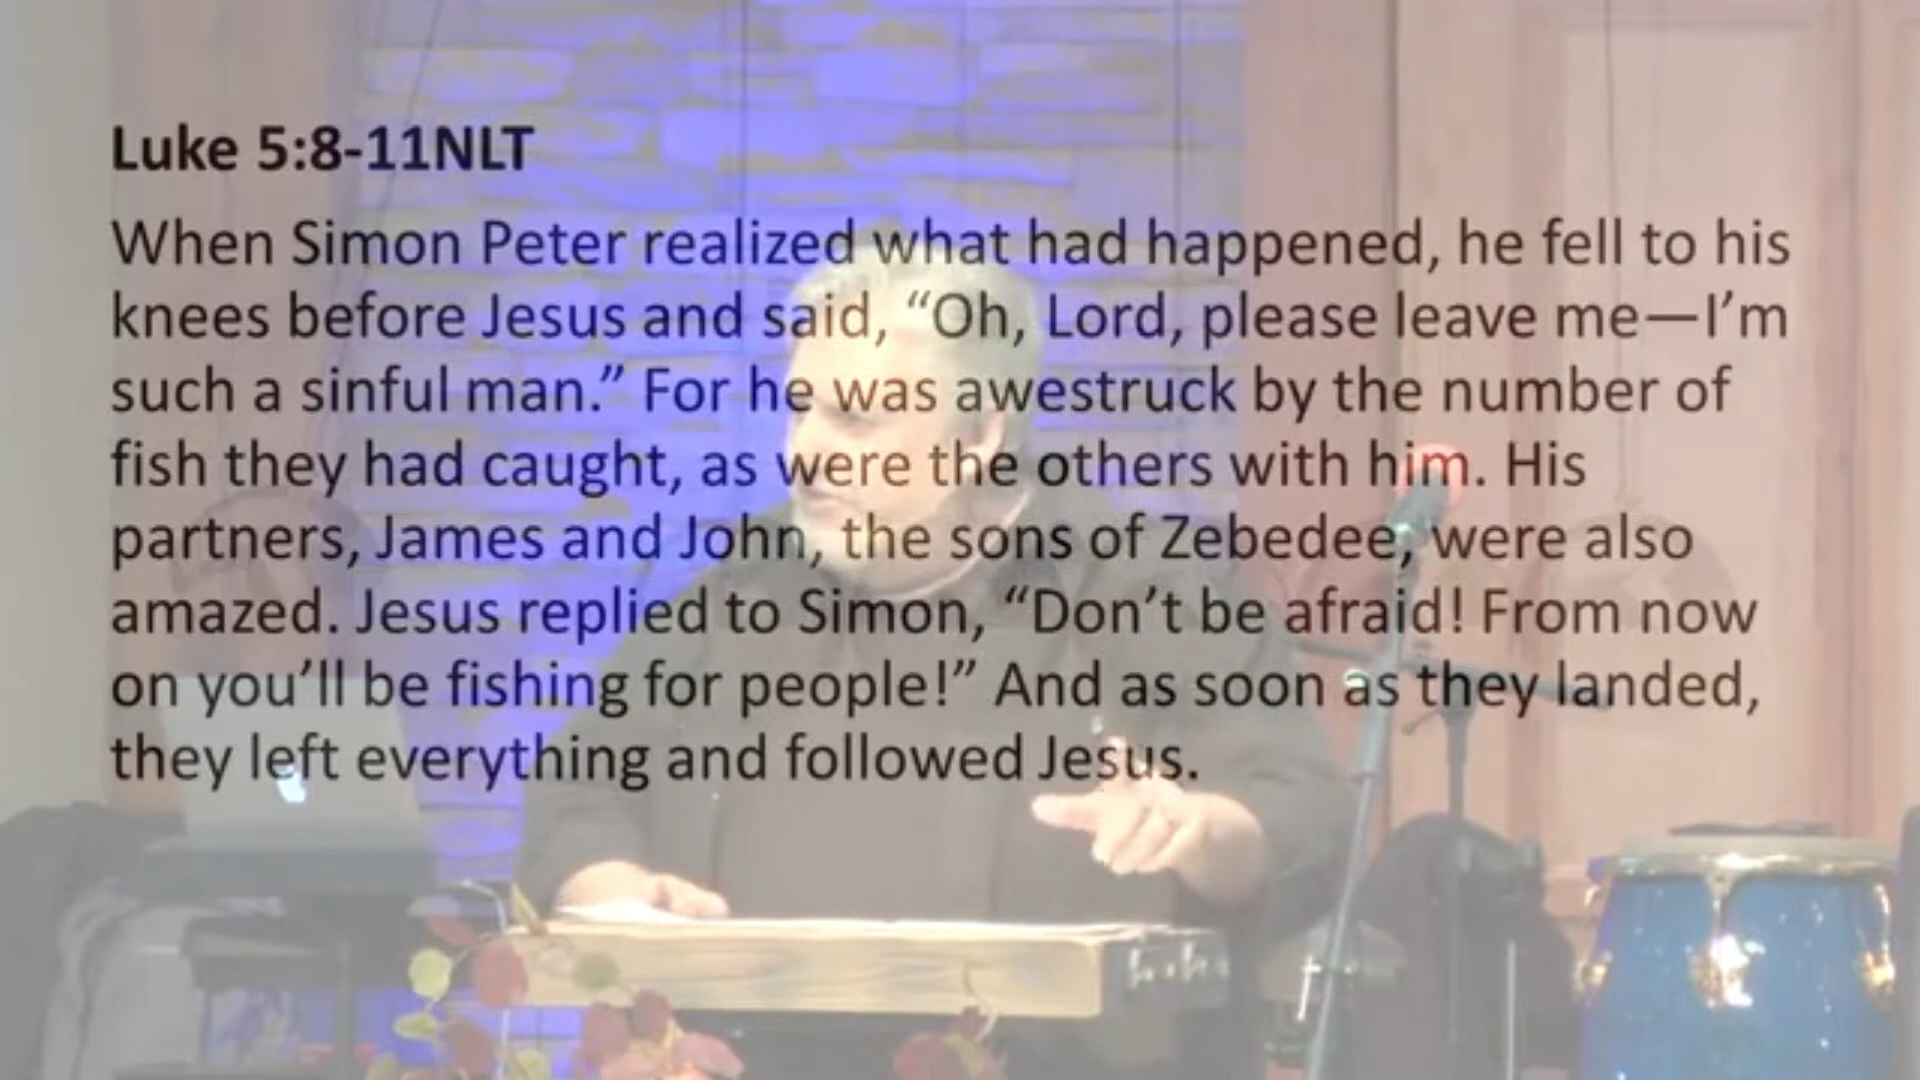 Luke 5:8-11NLT
When Simon Peter realized what had happened, he fell to his
knees before Jesus and said, “Oh, Lord, please leave me—I’m
such a sinful man.” For he was awestruck by the number of
fish they had caught, as were the others with him. His
partners, James and John, the sons of Zebedee, were also
amazed. Jesus replied to Simon, “Don’t be afraid! From now
on you’ll be fishing for people!” And as soon as they landed,
they left everything and followed Jesus.